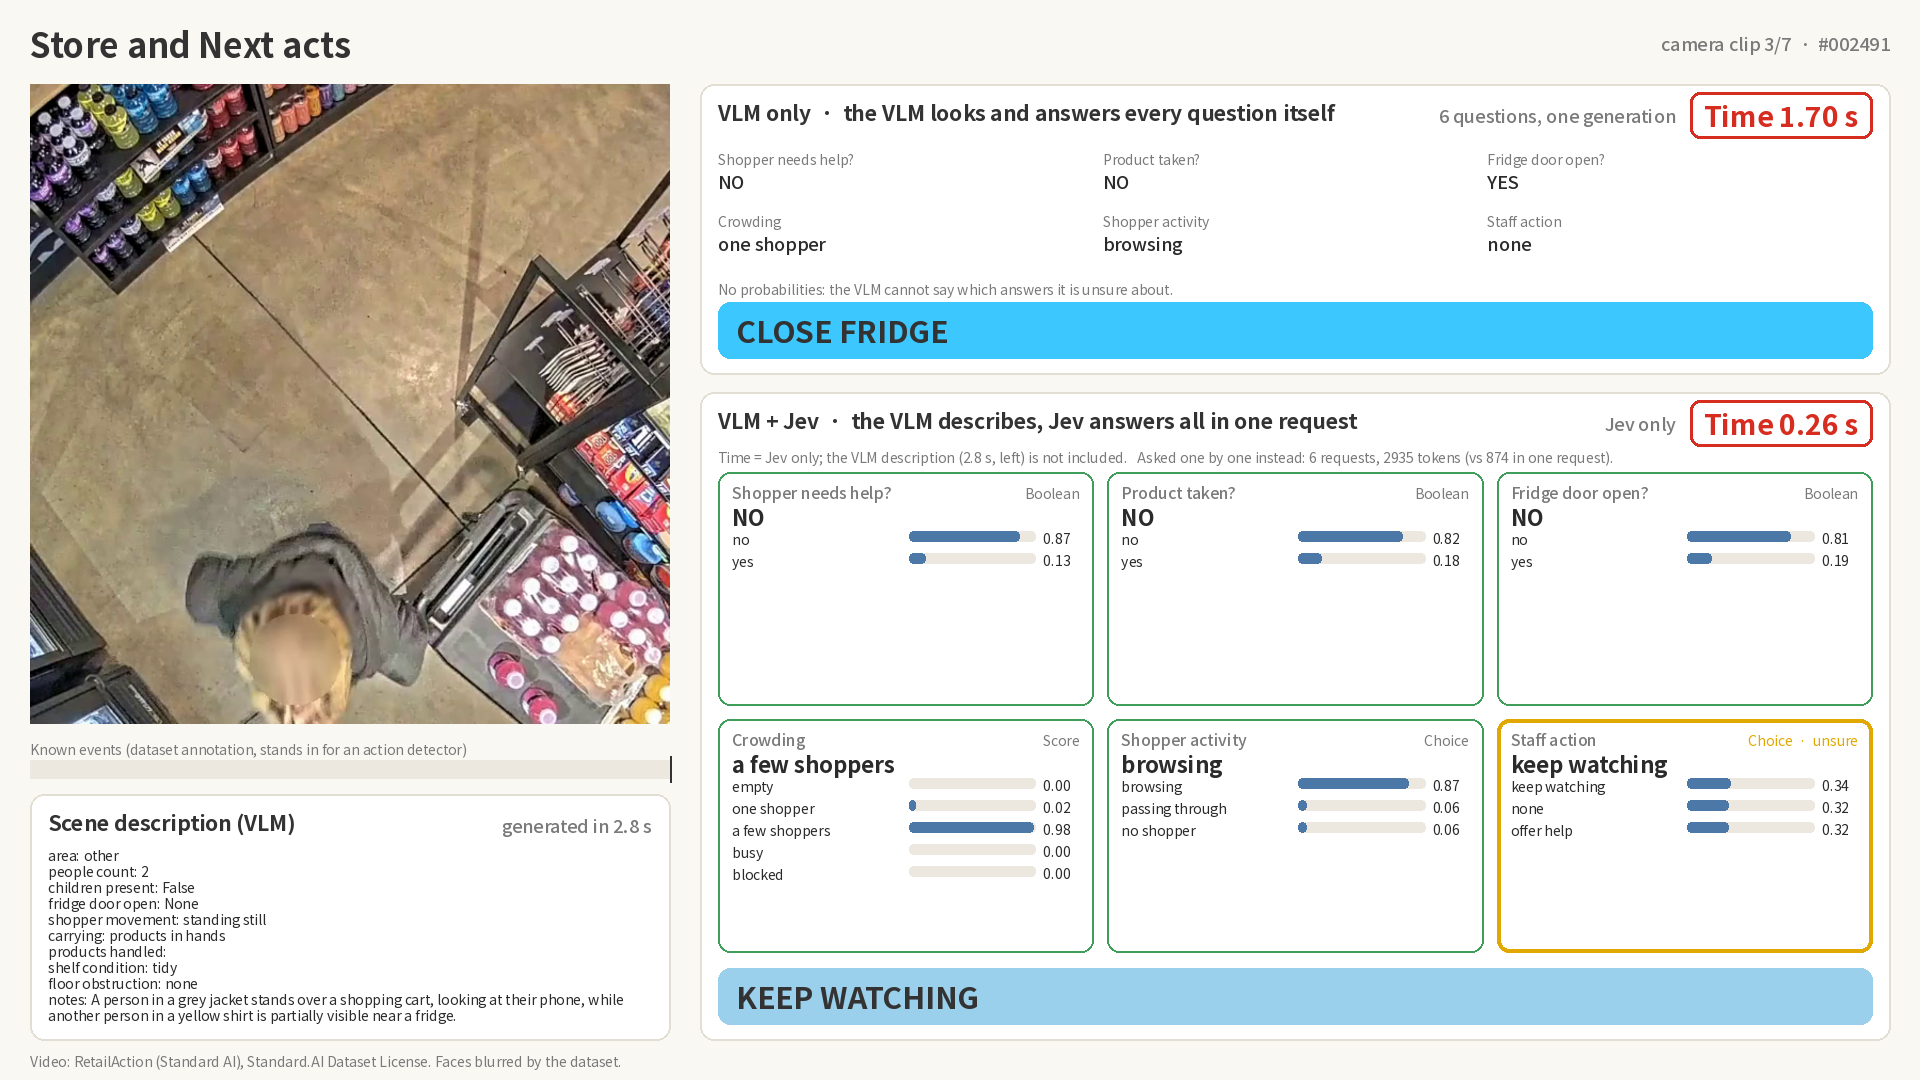 Store and Next acts
camera clip 3/7 · #002491
VLM only · the VLM looks and answers every question itself
6 questions, one generation
Time 1.70 s
Shopper needs help?
NO
Product taken?
NO
Fridge door open?
YES
Crowding
one shopper
Shopper activity
browsing
Staff action
none
No probabilities: the VLM cannot say which answers it is unsure about.
CLOSE FRIDGE
VLM + Jev · the VLM describes, Jev answers all in one request
Jev only
Time 0.26 s
Time = Jev only; the VLM description (2.8 s, left) is not included. Asked one by one instead: 6 requests, 2935 tokens (vs 874 in one request).
Shopper needs help? Boolean
NO
no 0.87
yes 0.13
Product taken? Boolean
NO
no 0.82
yes 0.18
Fridge door open? Boolean
NO
no 0.81
yes 0.19
Crowding Score
a few shoppers
empty 0.00
one shopper 0.02
a few shoppers 0.98
busy 0.00
blocked 0.00
Shopper activity Choice
browsing
browsing 0.87
passing through 0.06
no shopper 0.06
Staff action Choice · unsure
keep watching
keep watching 0.34
none 0.32
offer help 0.32
KEEP WATCHING
Known events (dataset annotation, stands in for an action detector)
Scene description (VLM)
generated in 2.8 s
area: other
people count: 2
children present: False
fridge door open: None
shopper movement: standing still
carrying: products in hands
products handled:
shelf condition: tidy
floor obstruction: none
notes: A person in a grey jacket stands over a shopping cart, looking at their phone, while
another person in a yellow shirt is partially visible near a fridge.
Video: RetailAction (Standard AI), Standard.AI Dataset License. Faces blurred by the dataset.